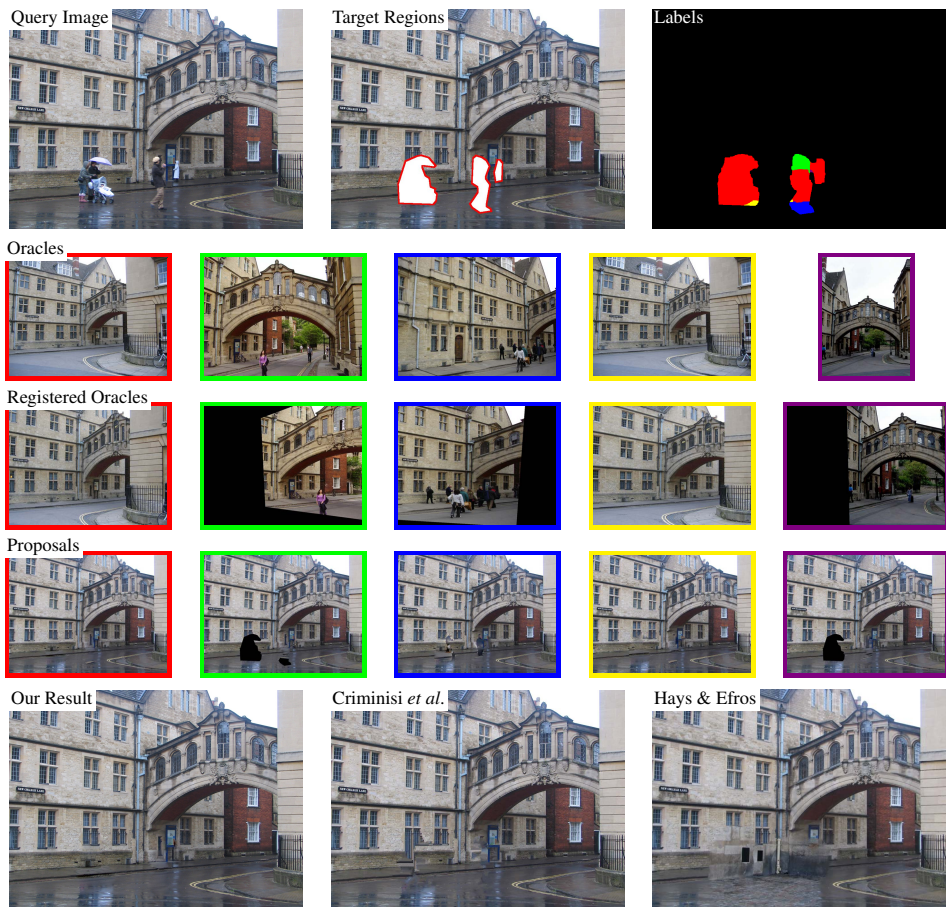 Query Image
Target Regions
Labels
Oracles
Registered Oracles
Proposals
Our Result
Criminisi et al.
Hays & Efros